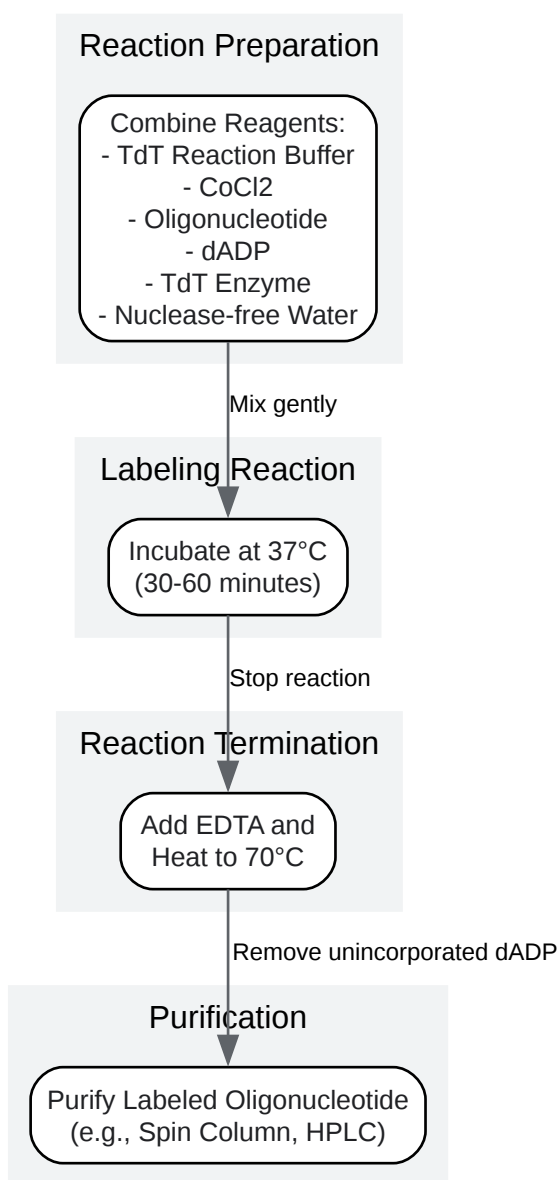 Reaction Preparation
Combine Reagents:
- TdT Reaction Buffer
- CoCl2
- Oligonucleotide
- dADP
- TdT Enzyme
- Nuclease-free Water
Mix gently
Labeling Reaction
Incubate at 37°C
(30-60 minutes)
Stop reaction
Reaction Termination
Add EDTA and
Heat to 70°C
Remove unincorporated dADP
Purification
Purify Labeled Oligonucleotide
(e.g., Spin Column, HPLC)